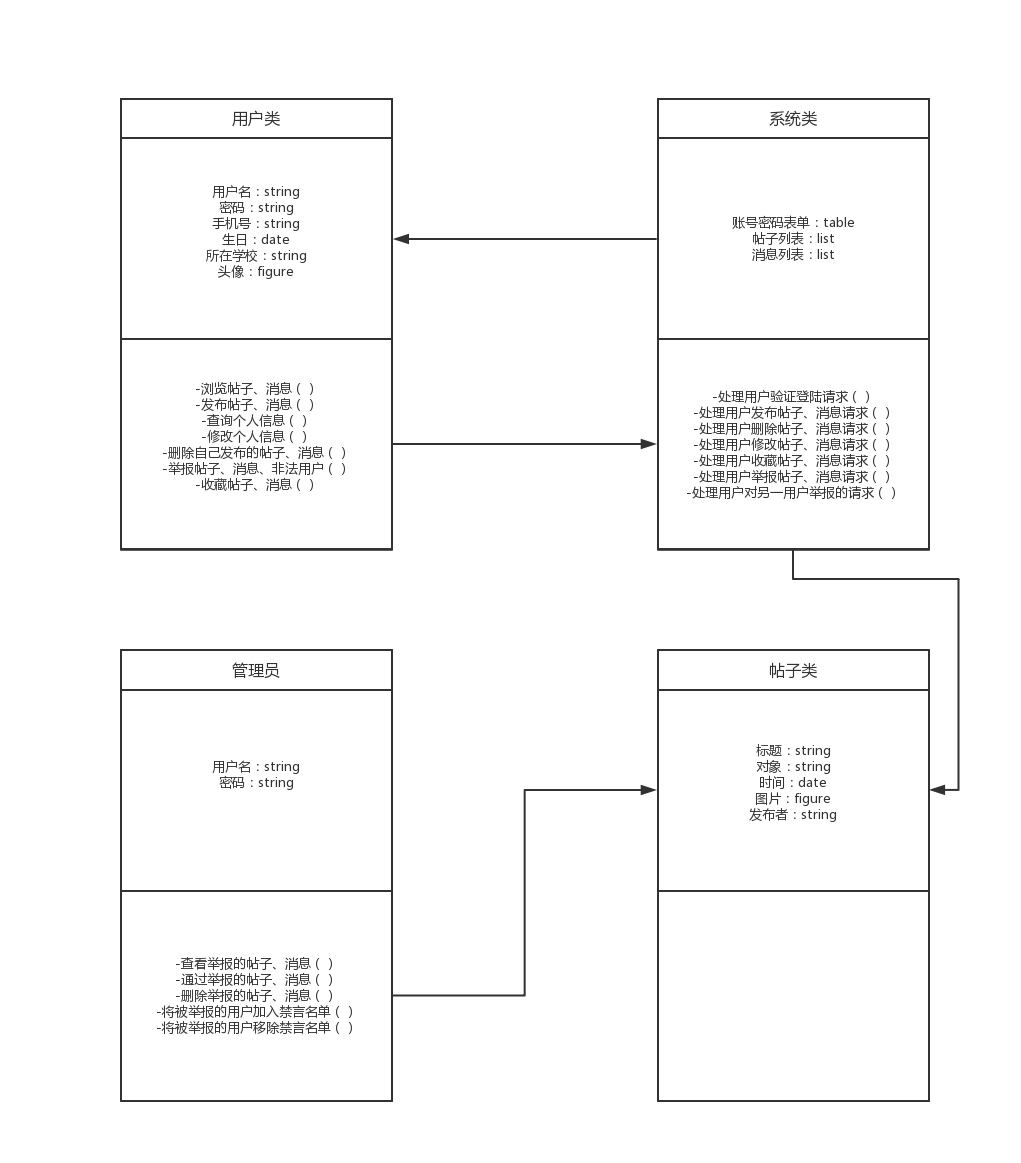 用户类
用户名：string
密码：string
手机号：string
生日：date
所在学校：string
头像：figure
-浏览帖子、消息（ ）
-发布帖子、消息（ ）
-查询个人信息（ ）
-修改个人信息（ ）
-删除自己发布的帖子、消息（ ）
-举报帖子、消息、非法用户（ ）
-收藏帖子、消息（ ）
系统类
账号密码表单：table
帖子列表：list
消息列表：list
-处理用户验证登陆请求（ ）
-处理用户发布帖子、消息请求（ ）
-处理用户删除帖子、消息请求（ ）
-处理用户修改帖子、消息请求（ ）
-处理用户收藏帖子、消息请求（ ）
-处理用户举报帖子、消息请求（ ）
-处理用户对另一用户举报的请求（ ）
管理员
用户名：string
密码：string
-查看举报的帖子、消息（ ）
-通过举报的帖子、消息（ ）
-删除举报的帖子、消息（ ）
-将被举报的用户加入禁言名单（ ）
-将被举报的用户移除禁言名单（ ）
帖子类
标题：string
对象：string
时间：date
图片：figure
发布者：string